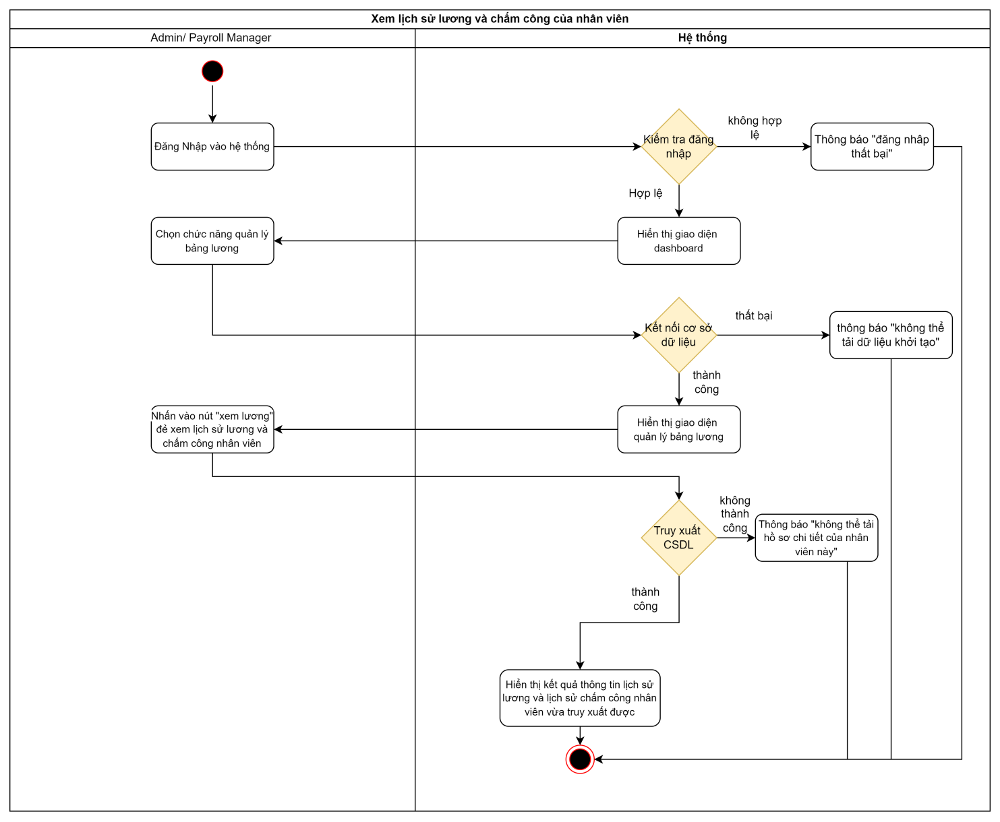 Xem lịch sử lương và chấm công của nhân viên
Admin/ Payroll Manager
Hệ thống
Đăng Nhập vào hệ thống
Kiểm tra đăng
nhập
không hợp
lệ
Thông báo "đăng nhâp
thất bại"
Hợp lệ
Chọn chức năng quản lý
bảng lương
Hiển thị giao diện
dashboard
Kết nối cơ sở
dữ liệu
thất bại
thông báo "không thể
tải dữ liệu khởi tạo"
thành
công
Nhấn vào nút "xem lương"
đẻ xem lịch sử lương và
chấm công nhân viên
Hiển thị giao diện
quản lý bảng lương
Truy xuất
CSDL
không
thành
công
Thông báo "không thể tải
hồ sơ chi tiết của nhân
viên này"
thành
công
Hiển thị kết quả thông tin lịch sử
lương và lịch sử chấm công nhân
viên vừa truy xuất được